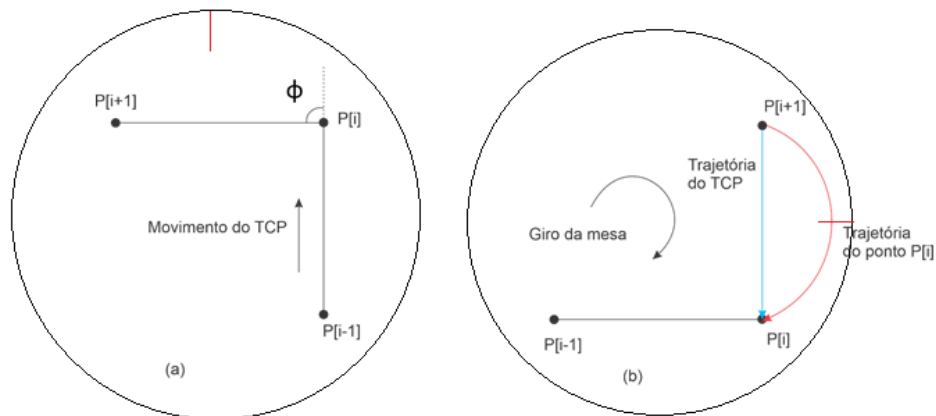 ϕ
P[i+1]
P[i]
Movimento do TCP
P[i-1]
(a)
P[i+1]
Trajetória
do TCP
Giro da mesa
Trajetória
do ponto P[i]
P[i-1]
P[i]
(b)